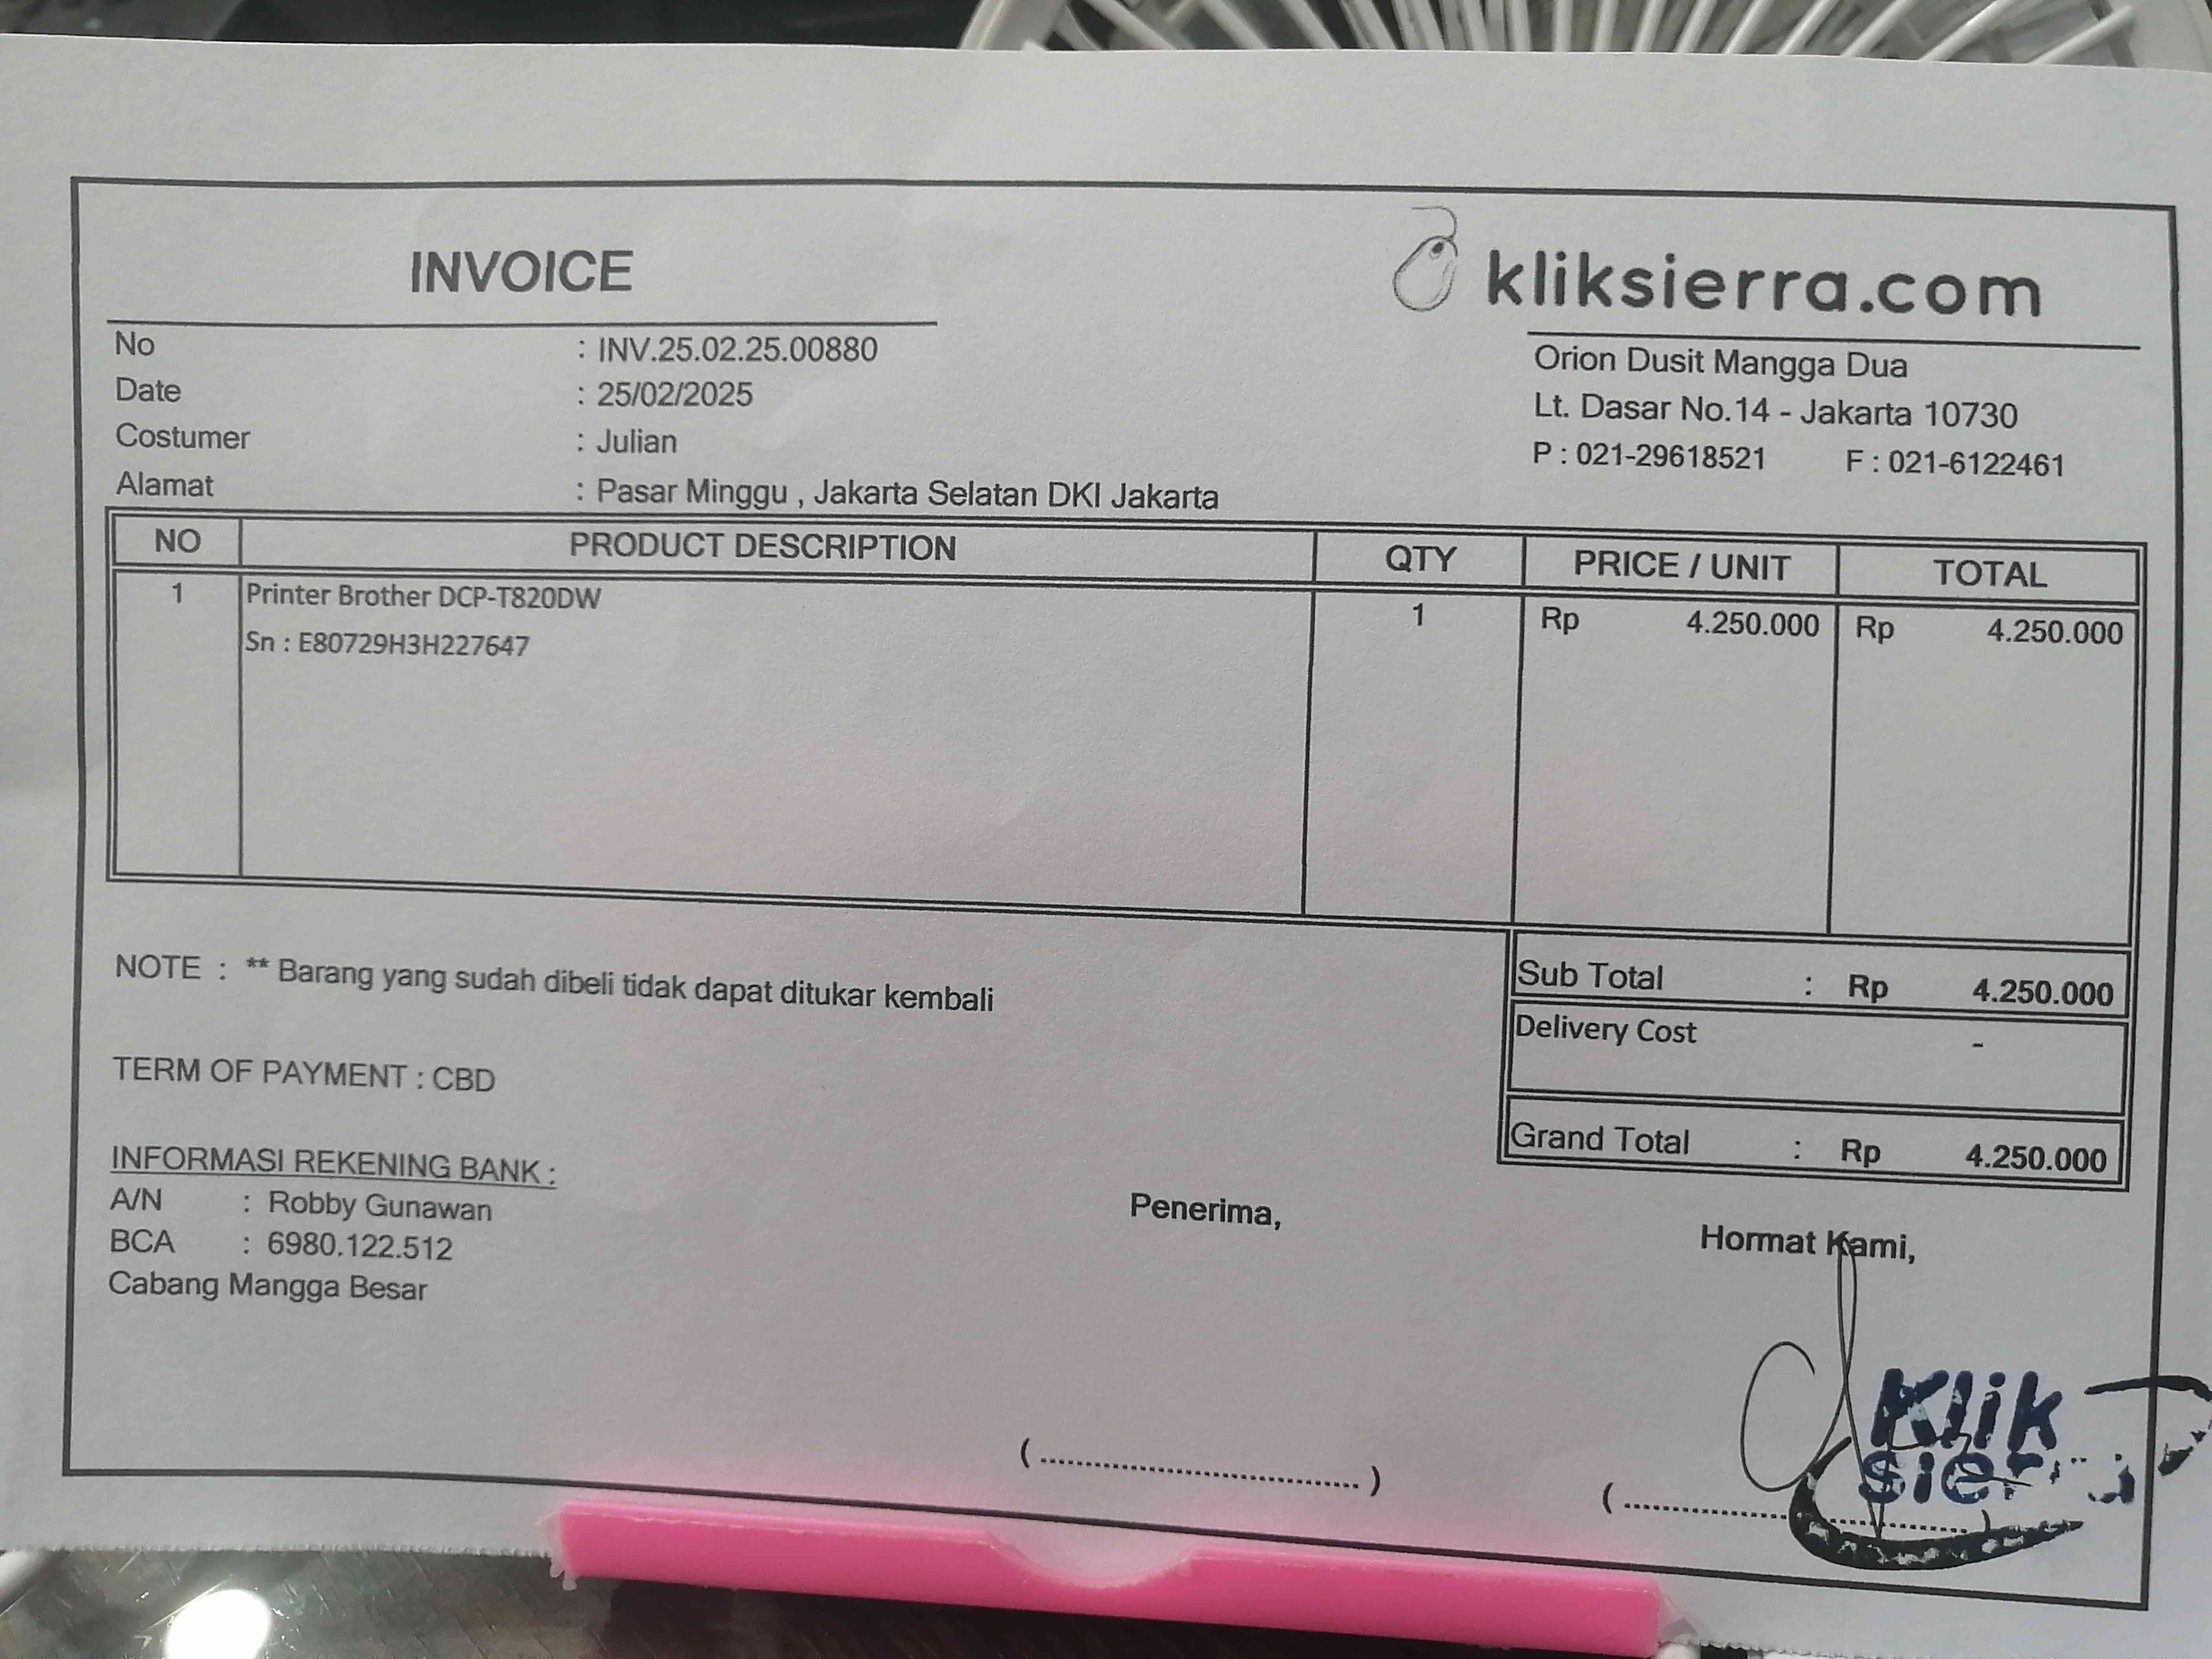 INVOICE
kliksierra.com
No : INV.25.02.25.00880
Date : 25/02/2025
Costumer : Julian
Alamat : Pasar Minggu , Jakarta Selatan DKI Jakarta
Orion Dusit Mangga Dua
Lt. Dasar No.14 - Jakarta 10730
P : 021-29618521 F : 021-6122461
NO PRODUCT DESCRIPTION QTY PRICE / UNIT TOTAL
1 Printer Brother DCP-T820DW 1 Rp 4.250.000 Rp 4.250.000
Sn : E80729H3H227647
NOTE : ** Barang yang sudah dibeli tidak dapat ditukar kembali
Sub Total : Rp 4.250.000
Delivery Cost -
Grand Total : Rp 4.250.000
TERM OF PAYMENT : CBD
INFORMASI REKENING BANK :
A/N : Robby Gunawan
BCA : 6980.122.512
Cabang Mangga Besar
Penerima,
Hormat Kami,
Klik
sierra
(..............................)
(..............................)